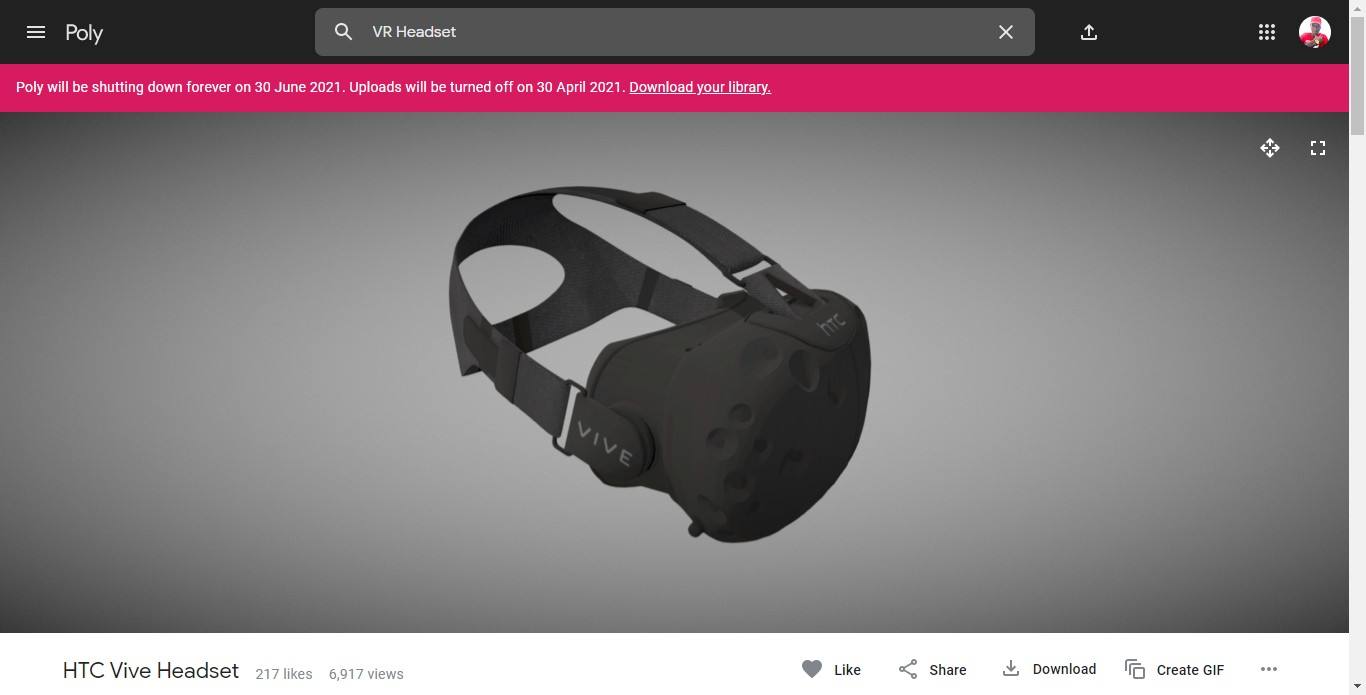 Poly
VR Headset
Poly will be shutting down forever on 30 June 2021. Uploads will be turned off on 30 April 2021. Download your library.
hTC
VIVE
HTC Vive Headset 217 likes 6,917 views
Like Share Download Create GIF